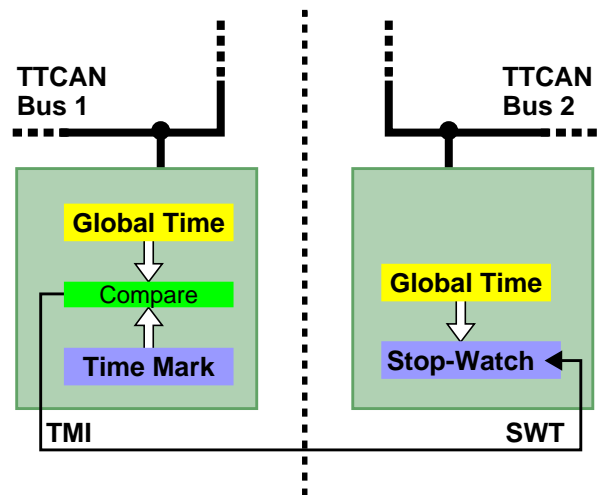 TTCAN
Bus 1
TTCAN
Bus 2
Global Time
Compare
Time Mark
Global Time
Stop-Watch
TMI
SWT